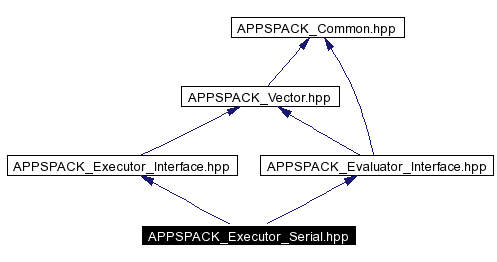 APPSPACK_Common.hpp
APPSPACK_Vector.hpp
APPSPACK_Executor_Interface.hpp
APPSPACK_Evaluator_Interface.hpp
APPSPACK_Executor_Serial.hpp